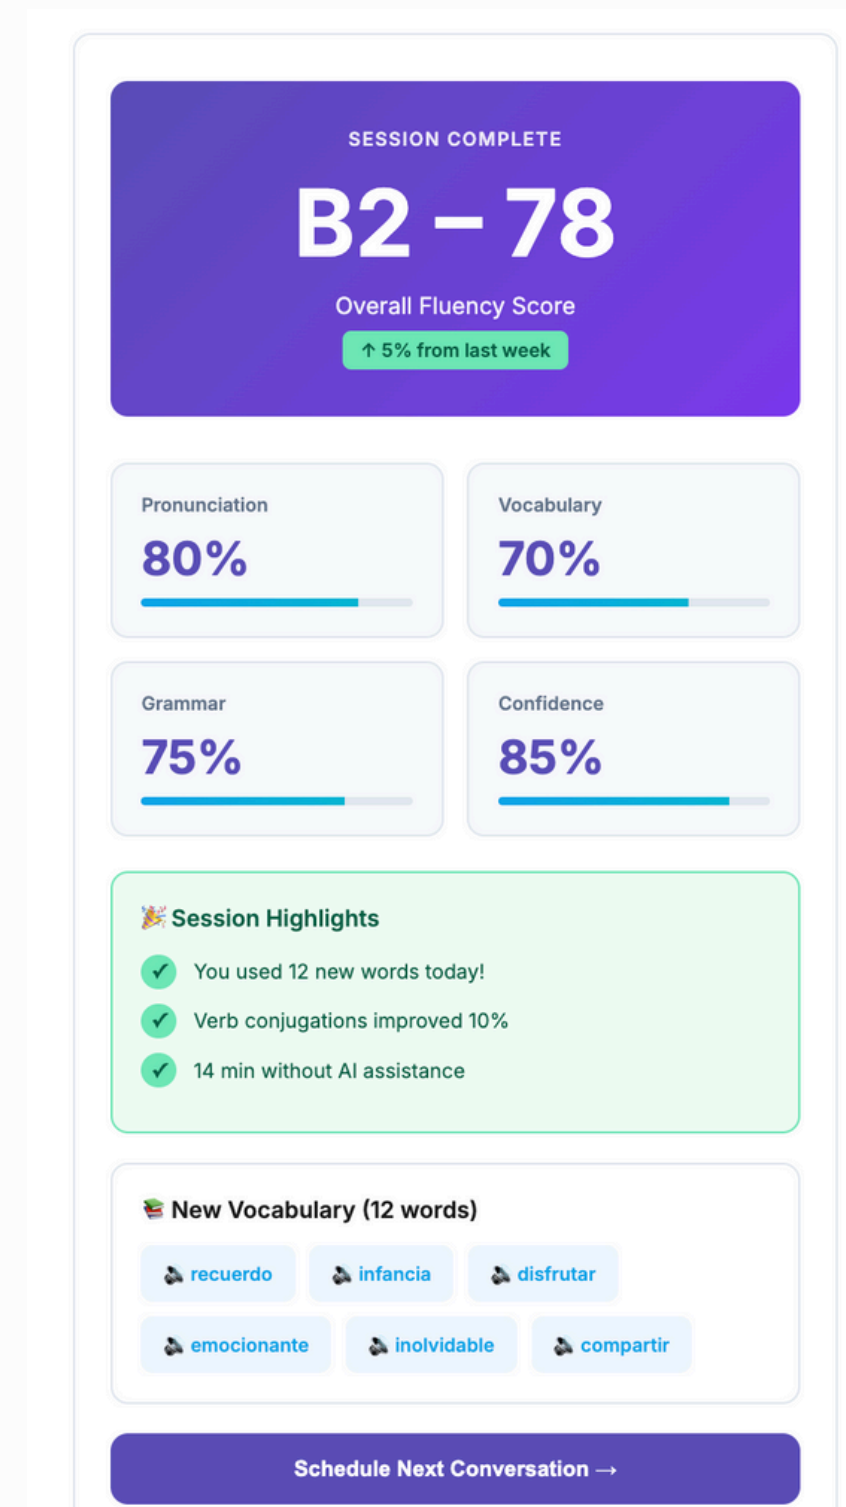 SESSION COMPLETE
B2 – 78
Overall Fluency Score
↑ 5% from last week
Pronunciation
80%
Vocabulary
70%
Grammar
75%
Confidence
85%
🎉 Session Highlights
✓ You used 12 new words today!
✓ Verb conjugations improved 10%
✓ 14 min without AI assistance
📚 New Vocabulary (12 words)
🔊 recuerdo 🔊 infancia 🔊 disfrutar
🔊 emocionante 🔊 inolvidable 🔊 compartir
Schedule Next Conversation →